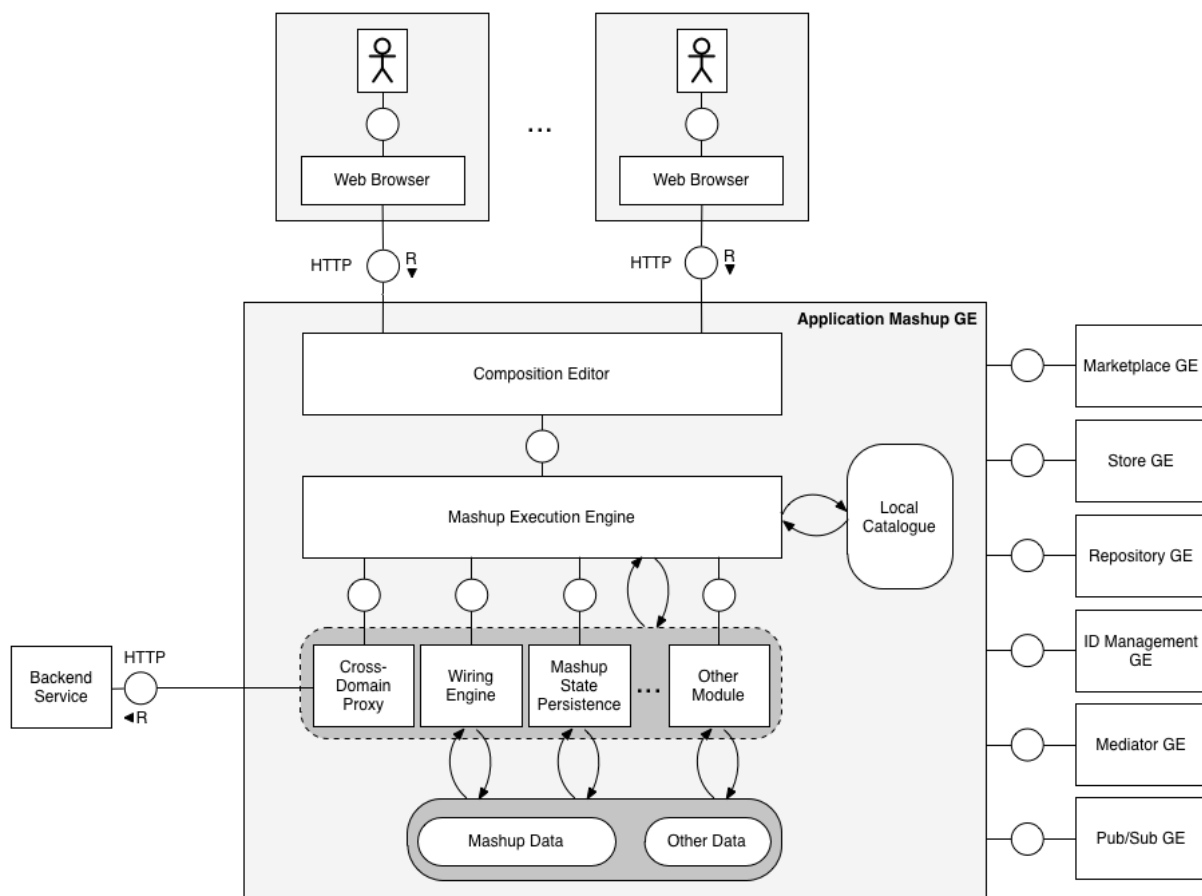 ...
Web Browser
Web Browser
HTTP
R
HTTP
R
Application Mashup GE
Composition Editor
Marketplace GE
Store GE
Mashup Execution Engine
Local
Catalogue
Repository GE
ID Management
GE
HTTP
Backend
Service
R
Cross-
Domain
Proxy
Wiring
Engine
Mashup
State
Persistence
...
Other
Module
Mediator GE
Mashup Data
Other Data
Pub/Sub GE